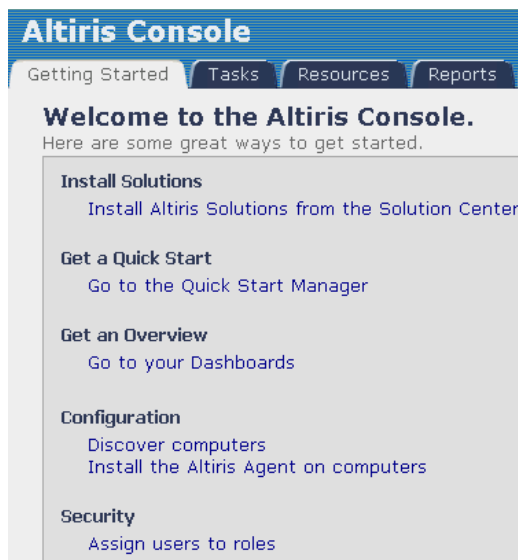 Altiris Console
Getting Started Tasks Resources Reports
Welcome to the Altiris Console.
Here are some great ways to get started.
Install Solutions
Install Altiris Solutions from the Solution Center
Get a Quick Start
Go to the Quick Start Manager
Get an Overview
Go to your Dashboards
Configuration
Discover computers
Install the Altiris Agent on computers
Security
Assign users to roles